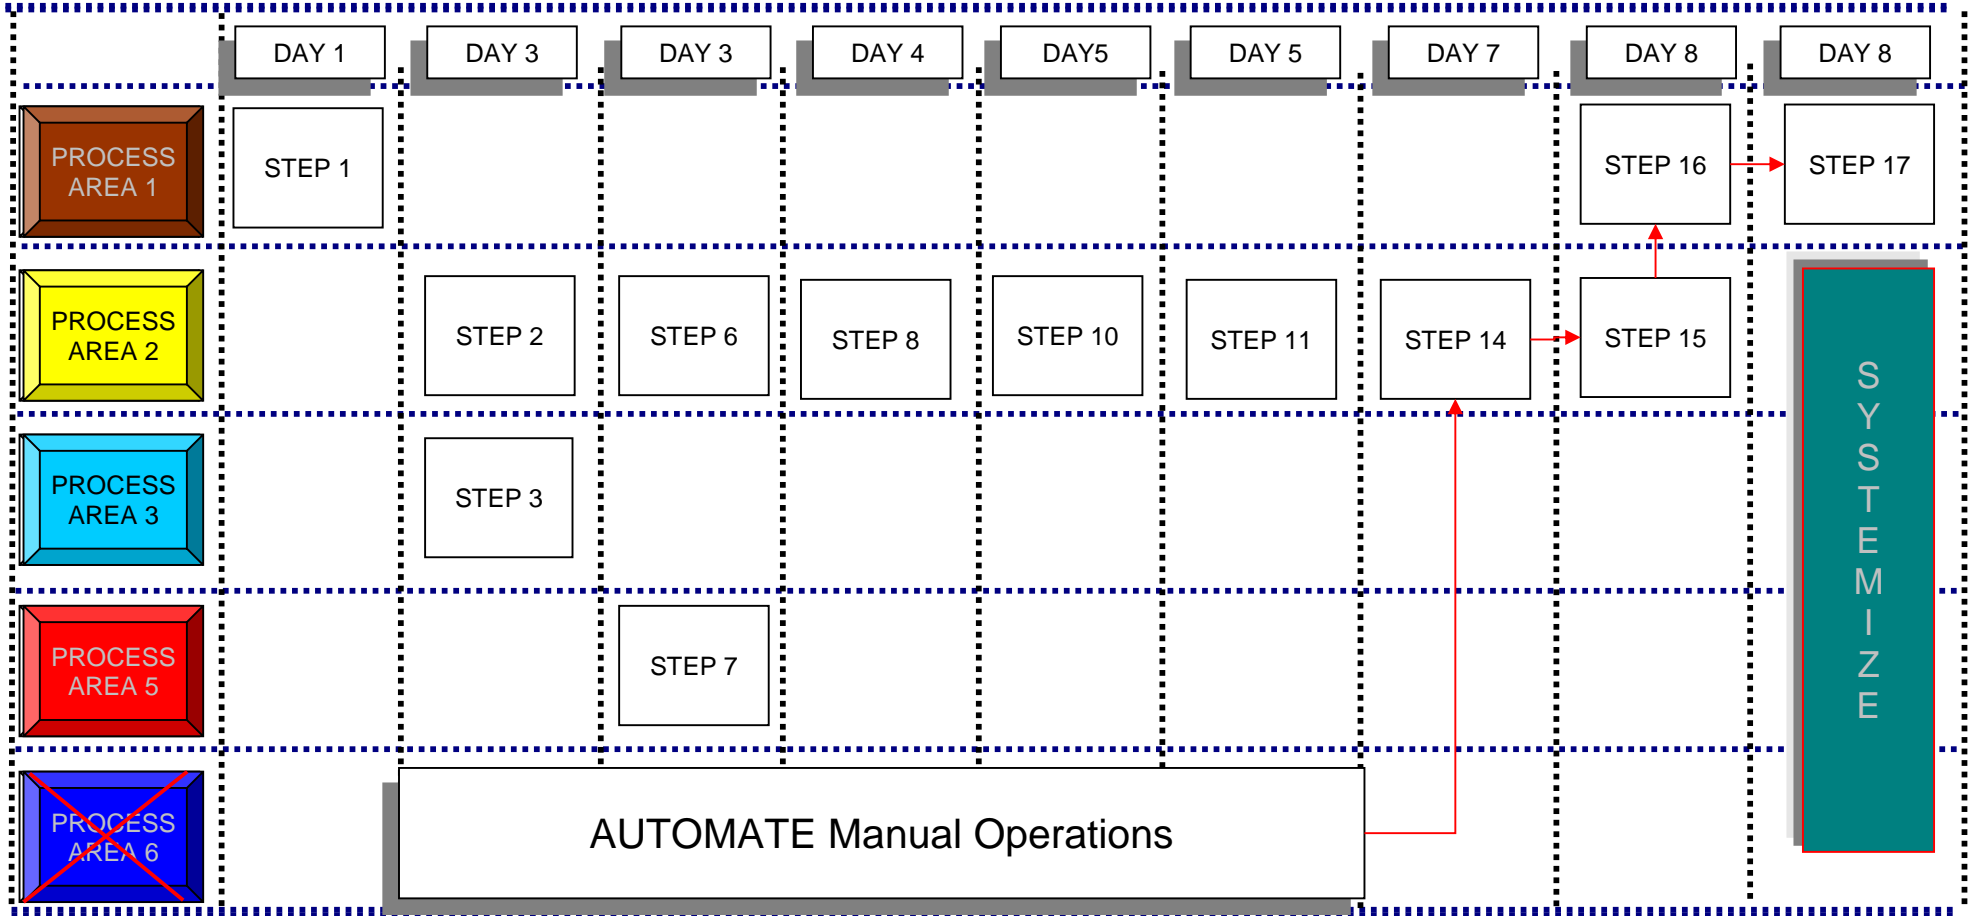 DAY 1
DAY 3
DAY 3
DAY 4
DAY5
DAY 5
DAY 7
DAY 8
DAY 8
PROCESS
AREA 1
STEP 1
STEP 16
STEP 17
PROCESS
AREA 2
STEP 2
STEP 6
STEP 8
STEP 10
STEP 11
STEP 14
STEP 15
S
Y
S
T
E
M
I
Z
E
PROCESS
AREA 3
STEP 3
PROCESS
AREA 5
STEP 7
PROCESS
AREA 6
AUTOMATE Manual Operations